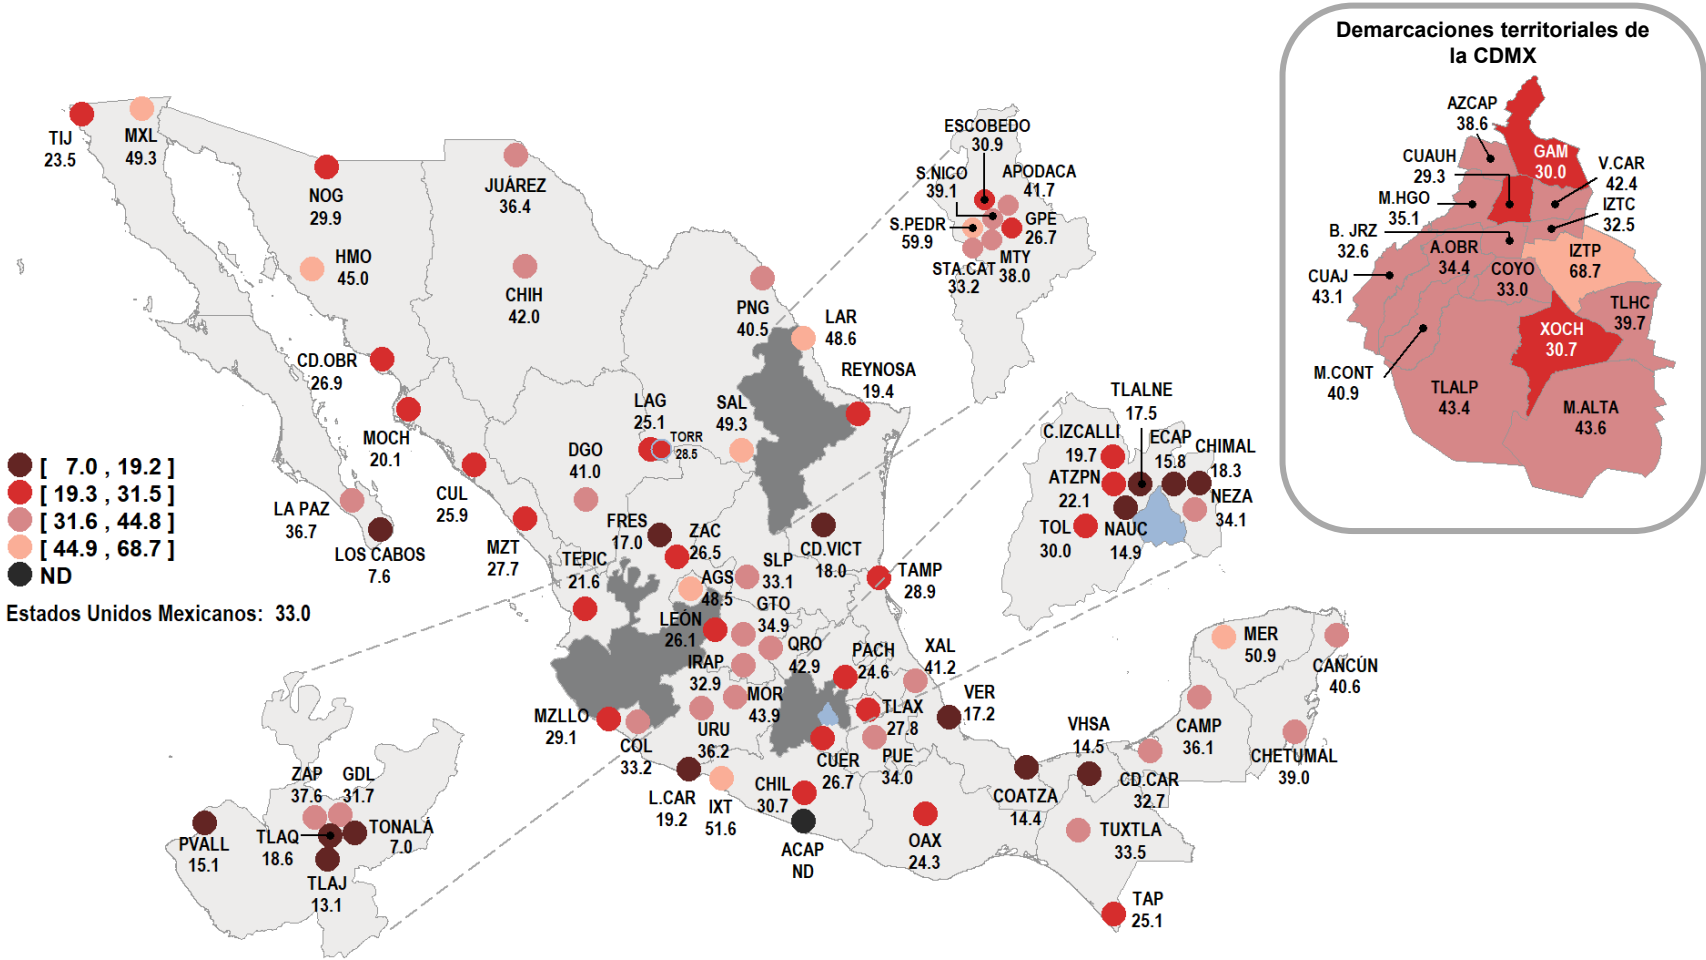 Demarcaciones territoriales de
la CDMX
AZCAP
38.6
GAM
30.0
CUAUH
29.3
V.CAR
42.4
M.HGO
35.1
IZTC
32.5
B. JRZ
32.6
A.OBR
34.4
IZTP
68.7
CUAJ
43.1
COYO
33.0
TLHC
39.7
XOCH
30.7
M.CONT
40.9
TLALP
43.4
M.ALTA
43.6
TIJ
23.5
MXL
49.3
NOG
29.9
JUÁREZ
36.4
HMO
45.0
CHIH
42.0
ESCOBEDO
30.9
S.NICO
39.1
APODACA
41.7
S.PEDR
59.9
GPE
26.7
MTY
38.0
STA.CAT
33.2
PNG
40.5
LAR
48.6
CD.OBR
26.9
REYNOSA
19.4
MOCH
20.1
LAG
25.1
TORR
28.5
SAL
49.3
DGO
41.0
CUL
25.9
LA PAZ
36.7
LOS CABOS
7.6
MZT
27.7
FRES
17.0
ZAC
26.5
CD.VICT
18.0
TEPIC
21.6
AGS
48.5
SLP
33.1
TAMP
28.9
LEÓN
26.1
GTO
34.9
QRO
42.9
IRAP
32.9
PACH
24.6
XAL
41.2
MZLLO
29.1
COL
33.2
URU
36.2
MOR
43.9
TLAX
27.8
VER
17.2
CUER
26.7
PUE
34.0
L.CAR
19.2
IXT
51.6
CHIL
30.7
ACAP
ND
OAX
24.3
COATZA
14.4
VHSA
14.5
CD.CAR
32.7
CAMP
36.1
MER
50.9
CANCÚN
40.6
CHETUMAL
39.0
TUXTLA
33.5
TAP
25.1
TLALNE
17.5
C.IZCALLI
19.7
ECAP
15.8
CHIMAL
18.3
ATZPN
22.1
NEZA
34.1
TOL
30.0
NAUC
14.9
[ 7.0 , 19.2 ]
[ 19.3 , 31.5 ]
[ 31.6 , 44.8 ]
[ 44.9 , 68.7 ]
ND
Estados Unidos Mexicanos: 33.0
ZAP
37.6
GDL
31.7
PVALL
15.1
TLAQ
18.6
TONALÁ
7.0
TLAJ
13.1